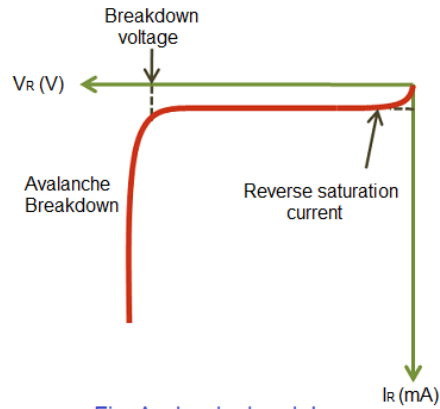 Breakdown
voltage
VR (V)
Avalanche
Breakdown
Reverse saturation
current
IR (mA)